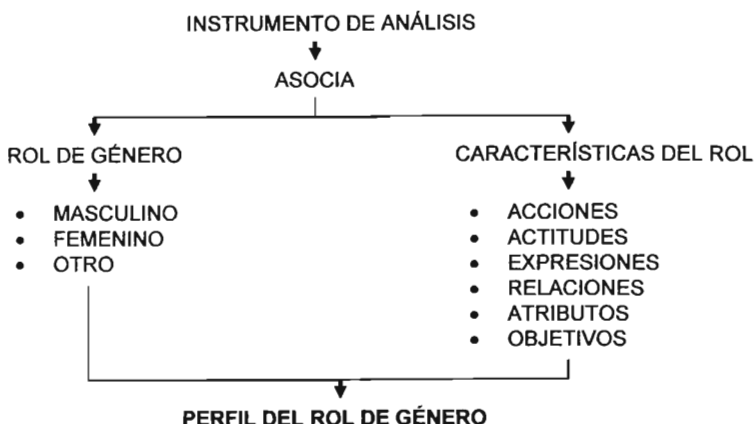 INSTRUMENTO DE ANÁLISIS
ASOCIA
ROL DE GÉNERO
• MASCULINO
• FEMENINO
• OTRO
CARACTERÍSTICAS DEL ROL
• ACCIONES
• ACTITUDES
• EXPRESIONES
• RELACIONES
• ATRIBUTOS
• OBJETIVOS
PERFIL DEL ROL DE GÉNERO